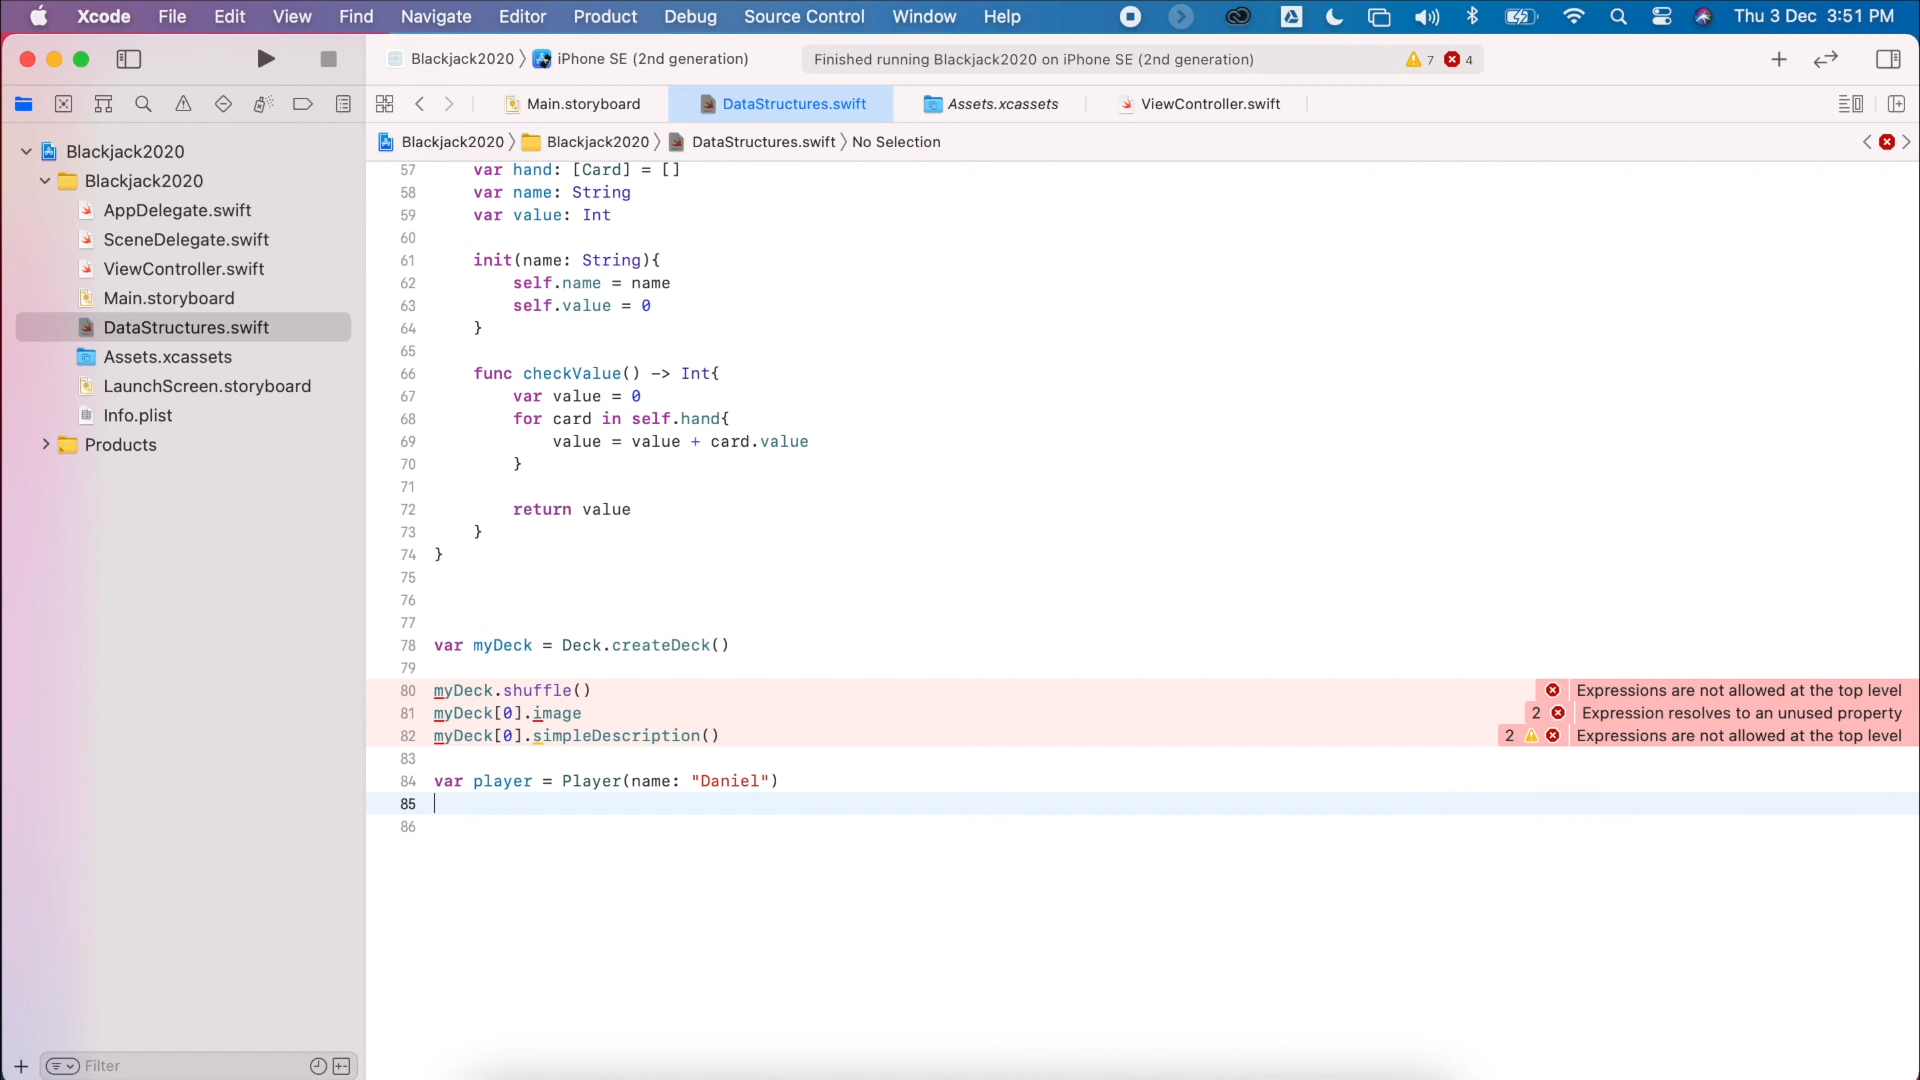 Xcode File Edit View Find Navigate Editor Product Debug Source Control Window Help Thu 3 Dec 3:51 PM
Blackjack2020 〉 iPhone SE (2nd generation) Finished running Blackjack2020 on iPhone SE (2nd generation) 7 4
Main.storyboard DataStructures.swift Assets.xcassets ViewController.swift
Blackjack2020 〉 Blackjack2020 〉 DataStructures.swift 〉 No Selection
Blackjack2020
Blackjack2020
AppDelegate.swift
SceneDelegate.swift
ViewController.swift
Main.storyboard
DataStructures.swift
Assets.xcassets
LaunchScreen.storyboard
Info.plist
Products
Filter
57 var hand: [Card] = []
58 var name: String
59 var value: Int
60
61 init(name: String){
62 self.name = name
63 self.value = 0
64 }
65
66 func checkValue() -> Int{
67 var value = 0
68 for card in self.hand{
69 value = value + card.value
70 }
71
72 return value
73 }
74 }
75
76
77
78 var myDeck = Deck.createDeck()
79
80 myDeck.shuffle() Expressions are not allowed at the top level
81 myDeck[0].image 2 Expression resolves to an unused property
82 myDeck[0].simpleDescription() 2 Expressions are not allowed at the top level
83
84 var player = Player(name: "Daniel")
85
86